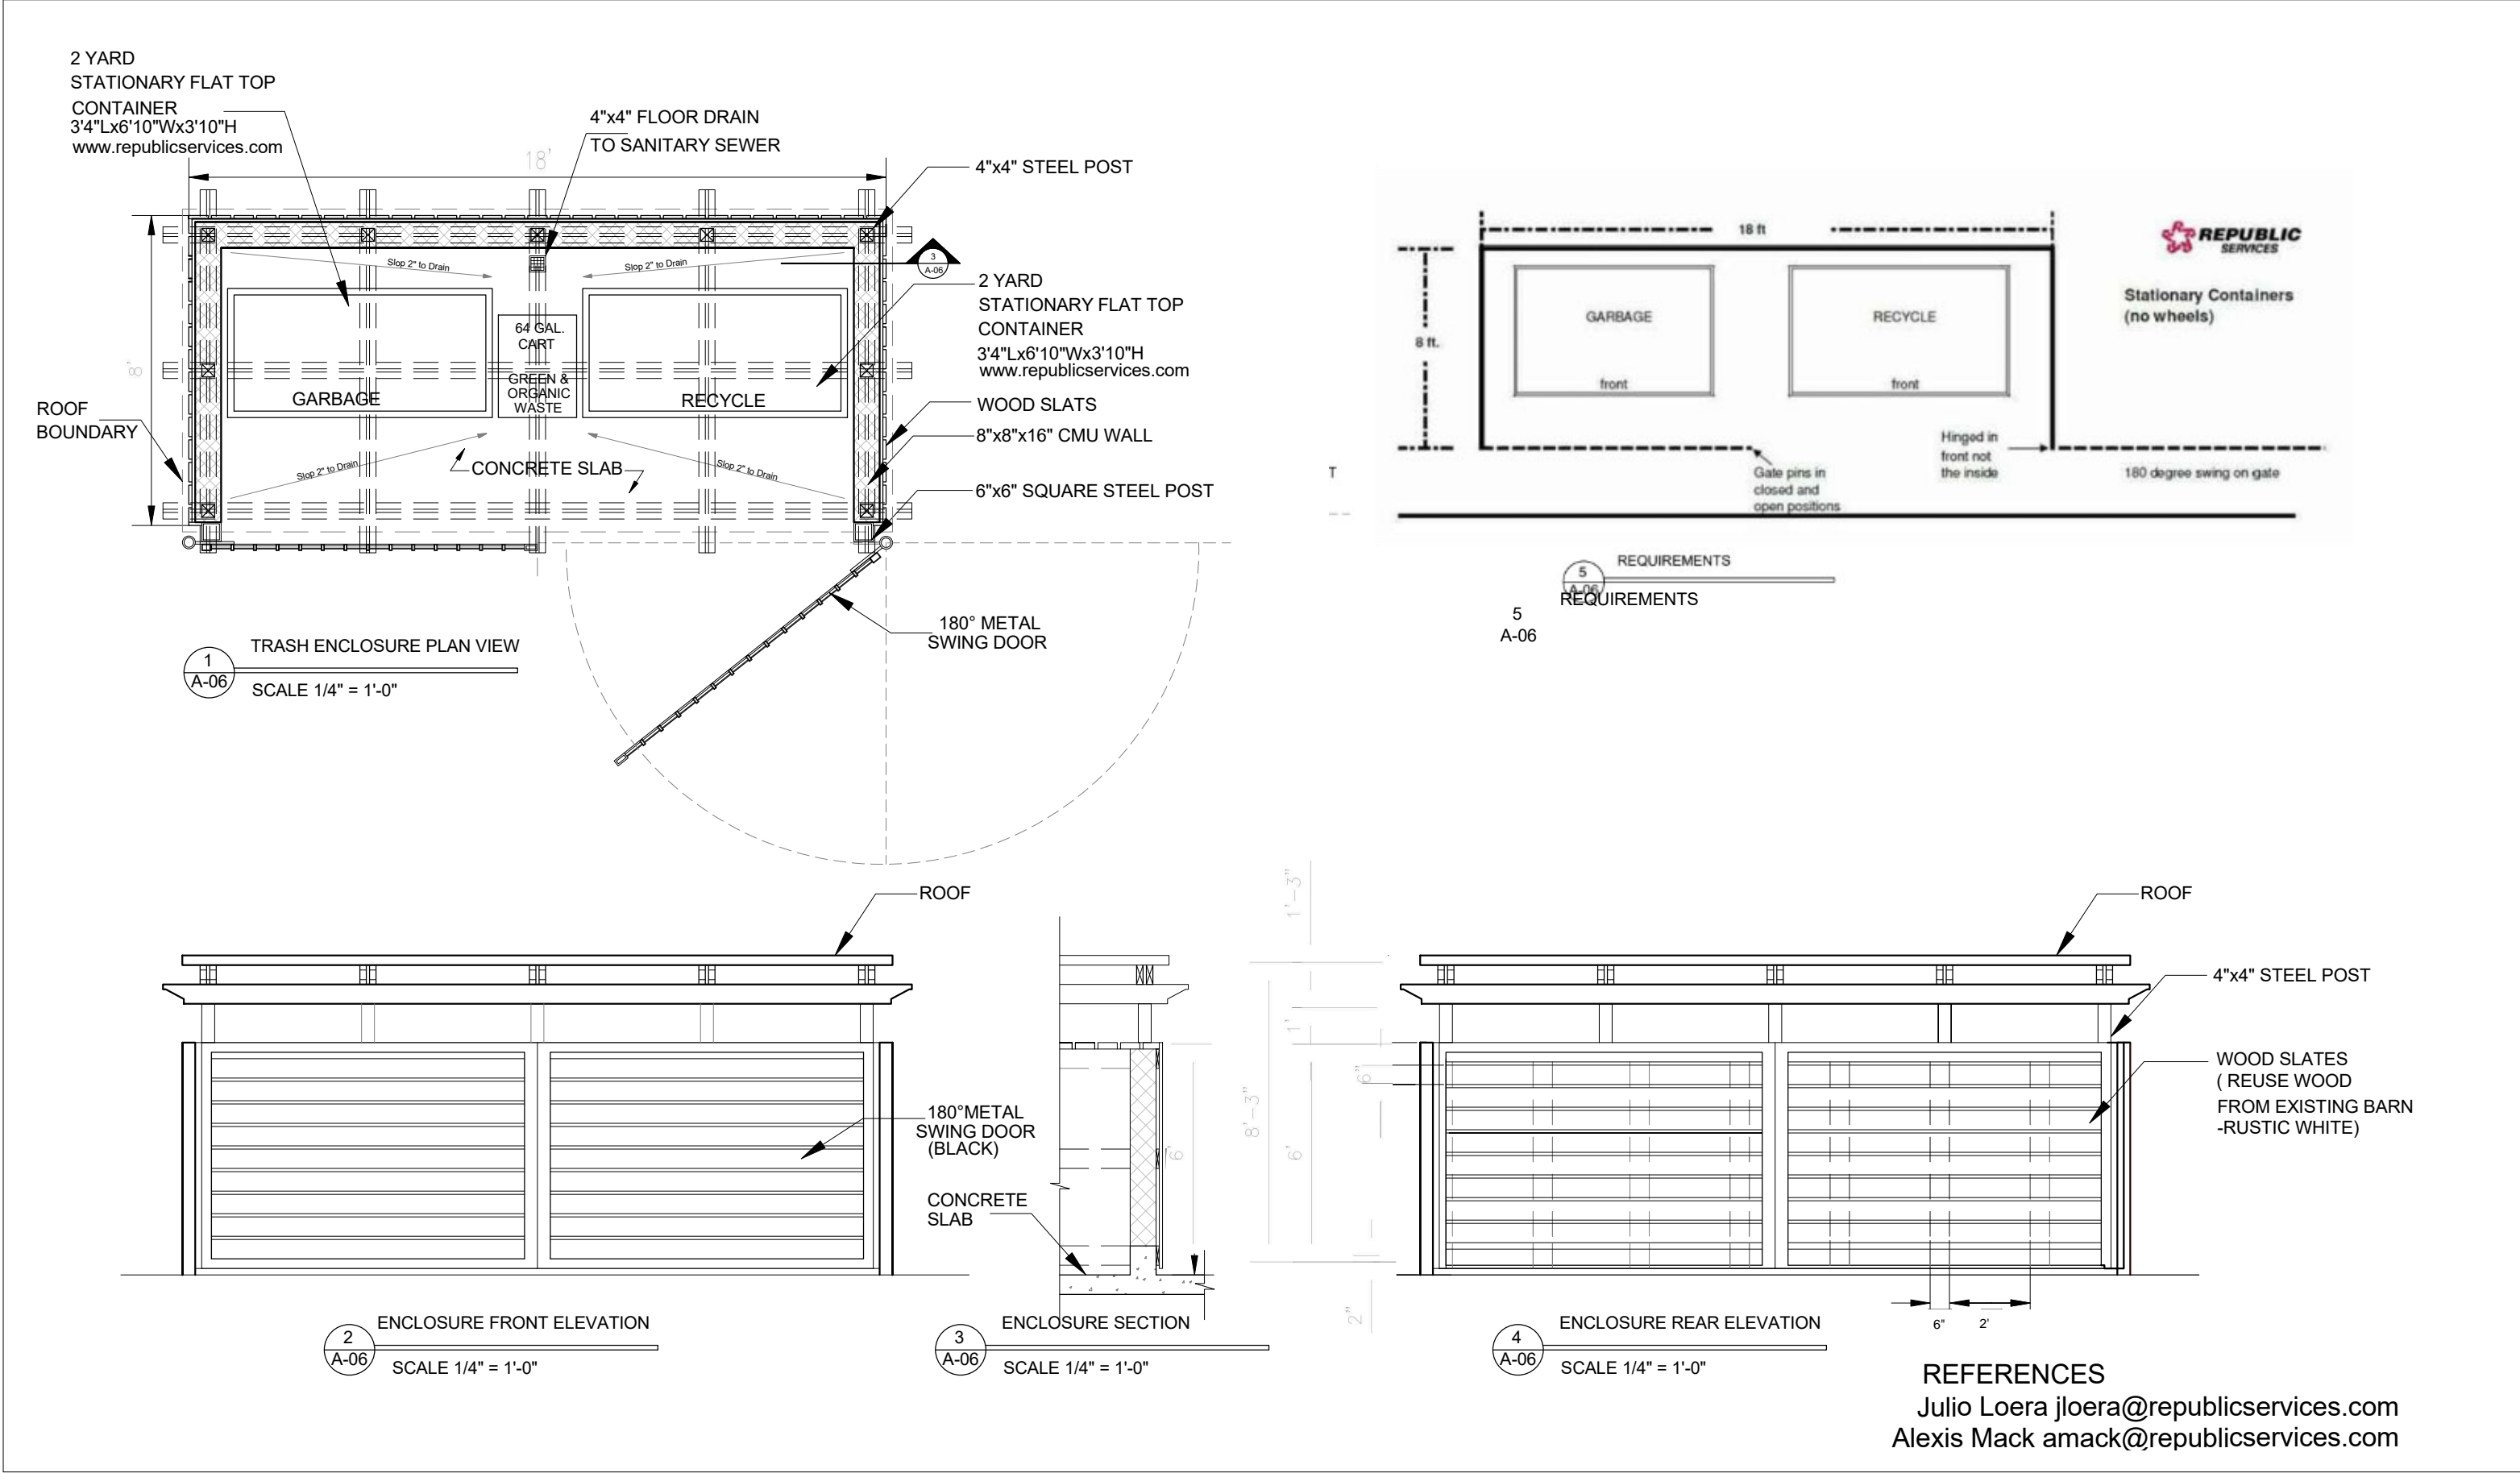 2 YARD
STATIONARY FLAT TOP
CONTAINER
3'4"Lx6'10"Wx3'10"H
www.republicservices.com
4"x4" FLOOR DRAIN
TO SANITARY SEWER
18'
4"x4" STEEL POST
Slop 2" to Drain
Slop 2" to Drain
3
A-06
2 YARD
STATIONARY FLAT TOP
CONTAINER
3'4"Lx6'10"Wx3'10"H
www.republicservices.com
64 GAL.
CART
GREEN &
ORGANIC
WASTE
GARBAGE
RECYCLE
8'
ROOF
BOUNDARY
WOOD SLATS
8"x8"x16" CMU WALL
CONCRETE SLAB
Slop 2" to Drain
Slop 2" to Drain
6"x6" SQUARE STEEL POST
180° METAL
SWING DOOR
1
A-06
TRASH ENCLOSURE PLAN VIEW
SCALE 1/4" = 1'-0"
18 ft
REPUBLIC
SERVICES
Stationary Containers
(no wheels)
GARBAGE
RECYCLE
8 ft.
front
front
Hinged in
front not
the inside
180 degree swing on gate
Gate pins in
closed and
open positions
T
5
A-06
REQUIREMENTS
REQUIREMENTS
5
A-06
ROOF
180°METAL
SWING DOOR
(BLACK)
2
A-06
ENCLOSURE FRONT ELEVATION
SCALE 1/4" = 1'-0"
CONCRETE
SLAB
6'
1'-3"
1'
8'-3"
6'
6"
2"
3
A-06
ENCLOSURE SECTION
SCALE 1/4" = 1'-0"
ROOF
4"x4" STEEL POST
WOOD SLATES
( REUSE WOOD
FROM EXISTING BARN
-RUSTIC WHITE)
6"
2'
4
A-06
ENCLOSURE REAR ELEVATION
SCALE 1/4" = 1'-0"
REFERENCES
Julio Loera jloera@republicservices.com
Alexis Mack amack@republicservices.com